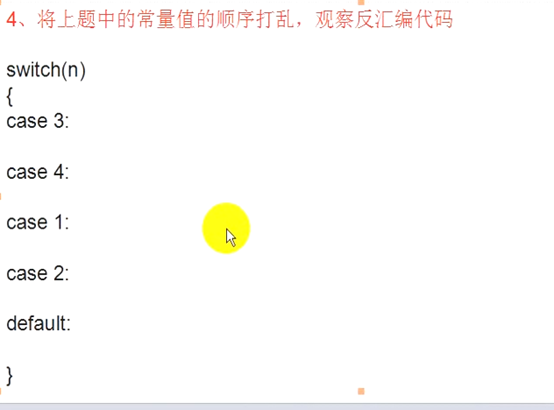 4、将上题中的常量值的顺序打乱，观察反汇编代码
switch(n)
{
case 3:
case 4:
case 1:
case 2:
default:
}